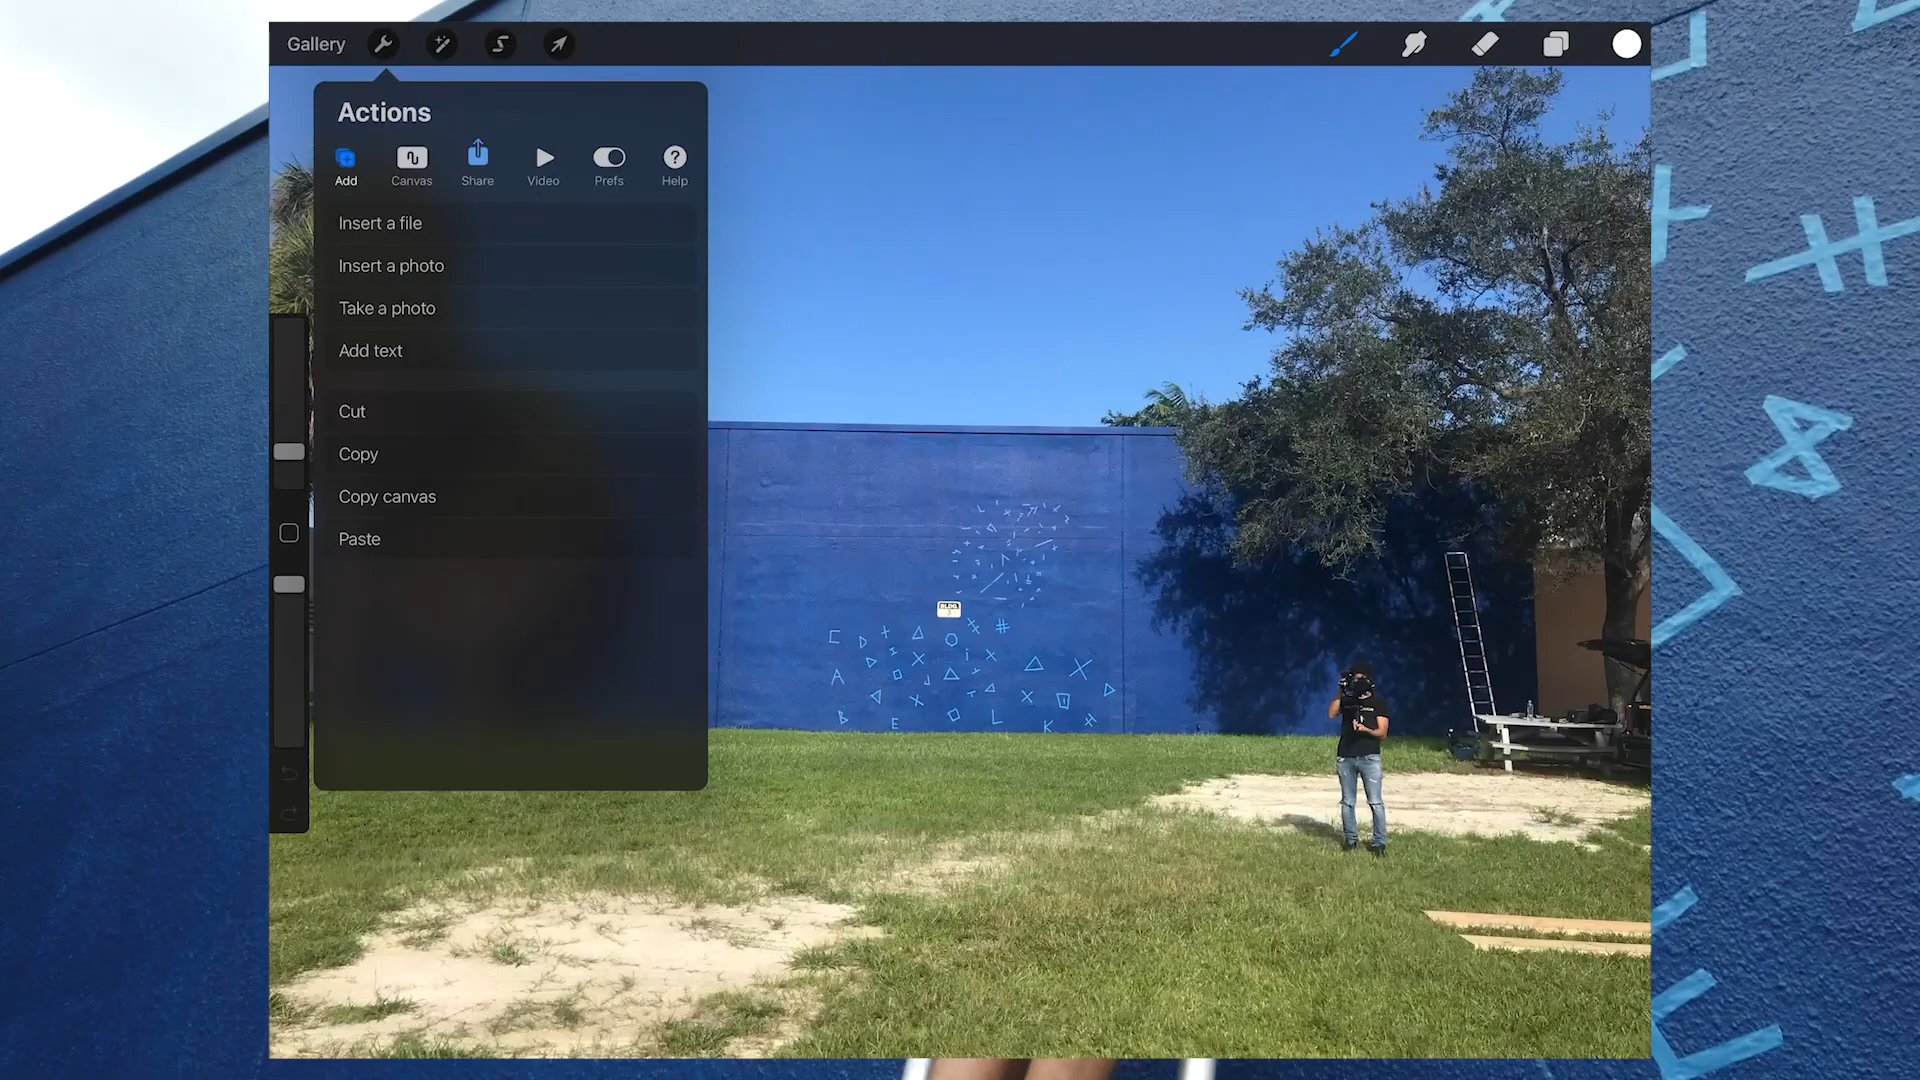 Gallery
Actions
Add Canvas Share Video Prefs Help
Insert a file
Insert a photo
Take a photo
Add text
Cut
Copy
Copy canvas
Paste
BLDG.